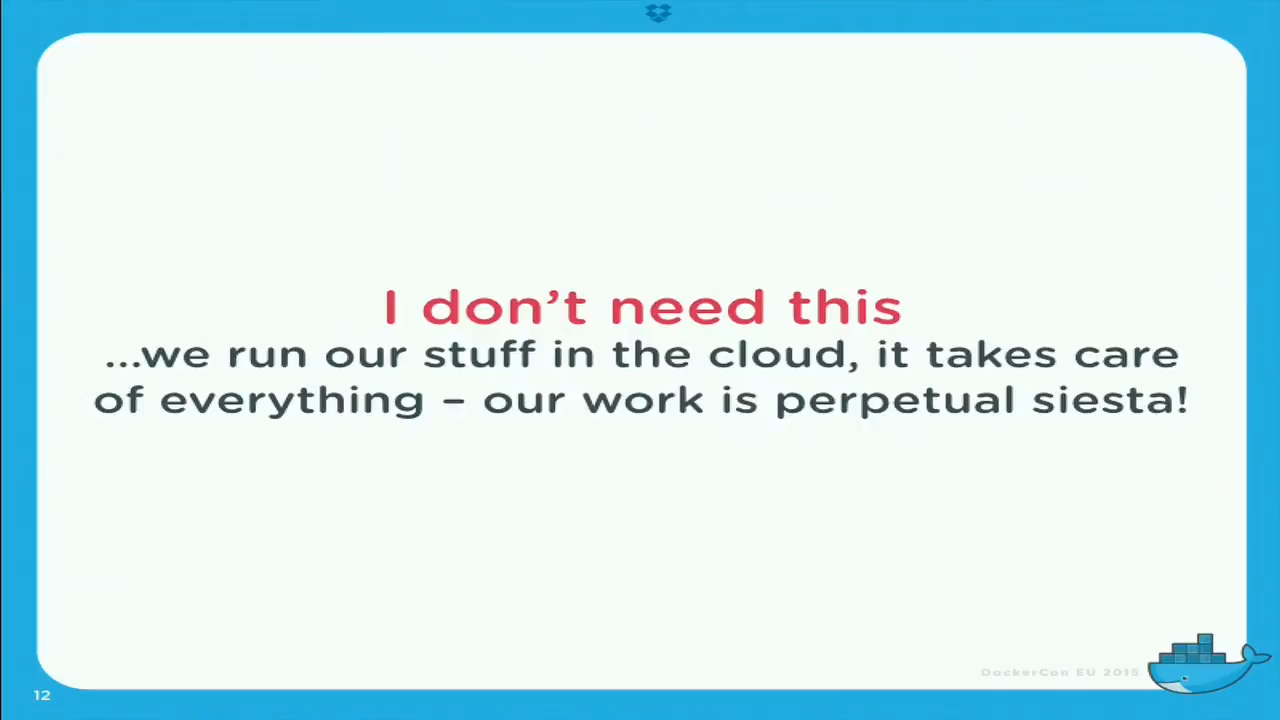 I don’t need this
...we run our stuff in the cloud, it takes care
of everything – our work is perpetual siesta!
DockerCon EU 2015
12